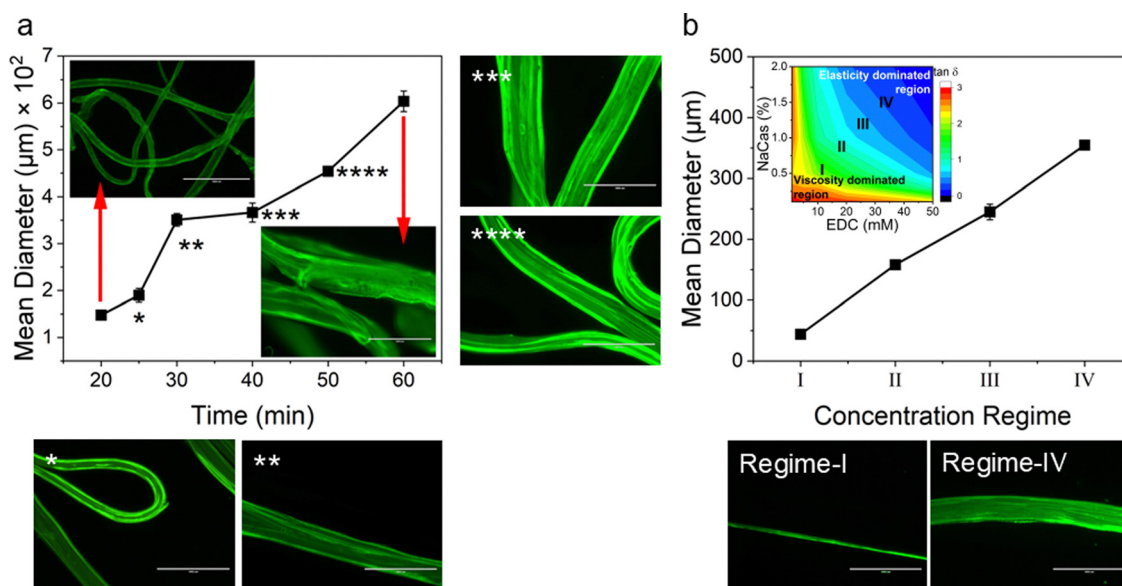 a
b
Mean Diameter (µm) × 10²
7
6
5
4
3
2
1
20 30 40 50 60
Time (min)
*
**
***
****
***
****
*
**
Mean Diameter (µm)
500
400
300
200
100
0
I II III IV
Concentration Regime
NaCas (%)
2.0
1.5
1.0
0.5
10 20 30 40 50
EDC (mM)
Elasticity dominated
region
IV
III
II
I
Viscosity dominated
region
tan δ
3
2
1
0
Regime-I
Regime-IV